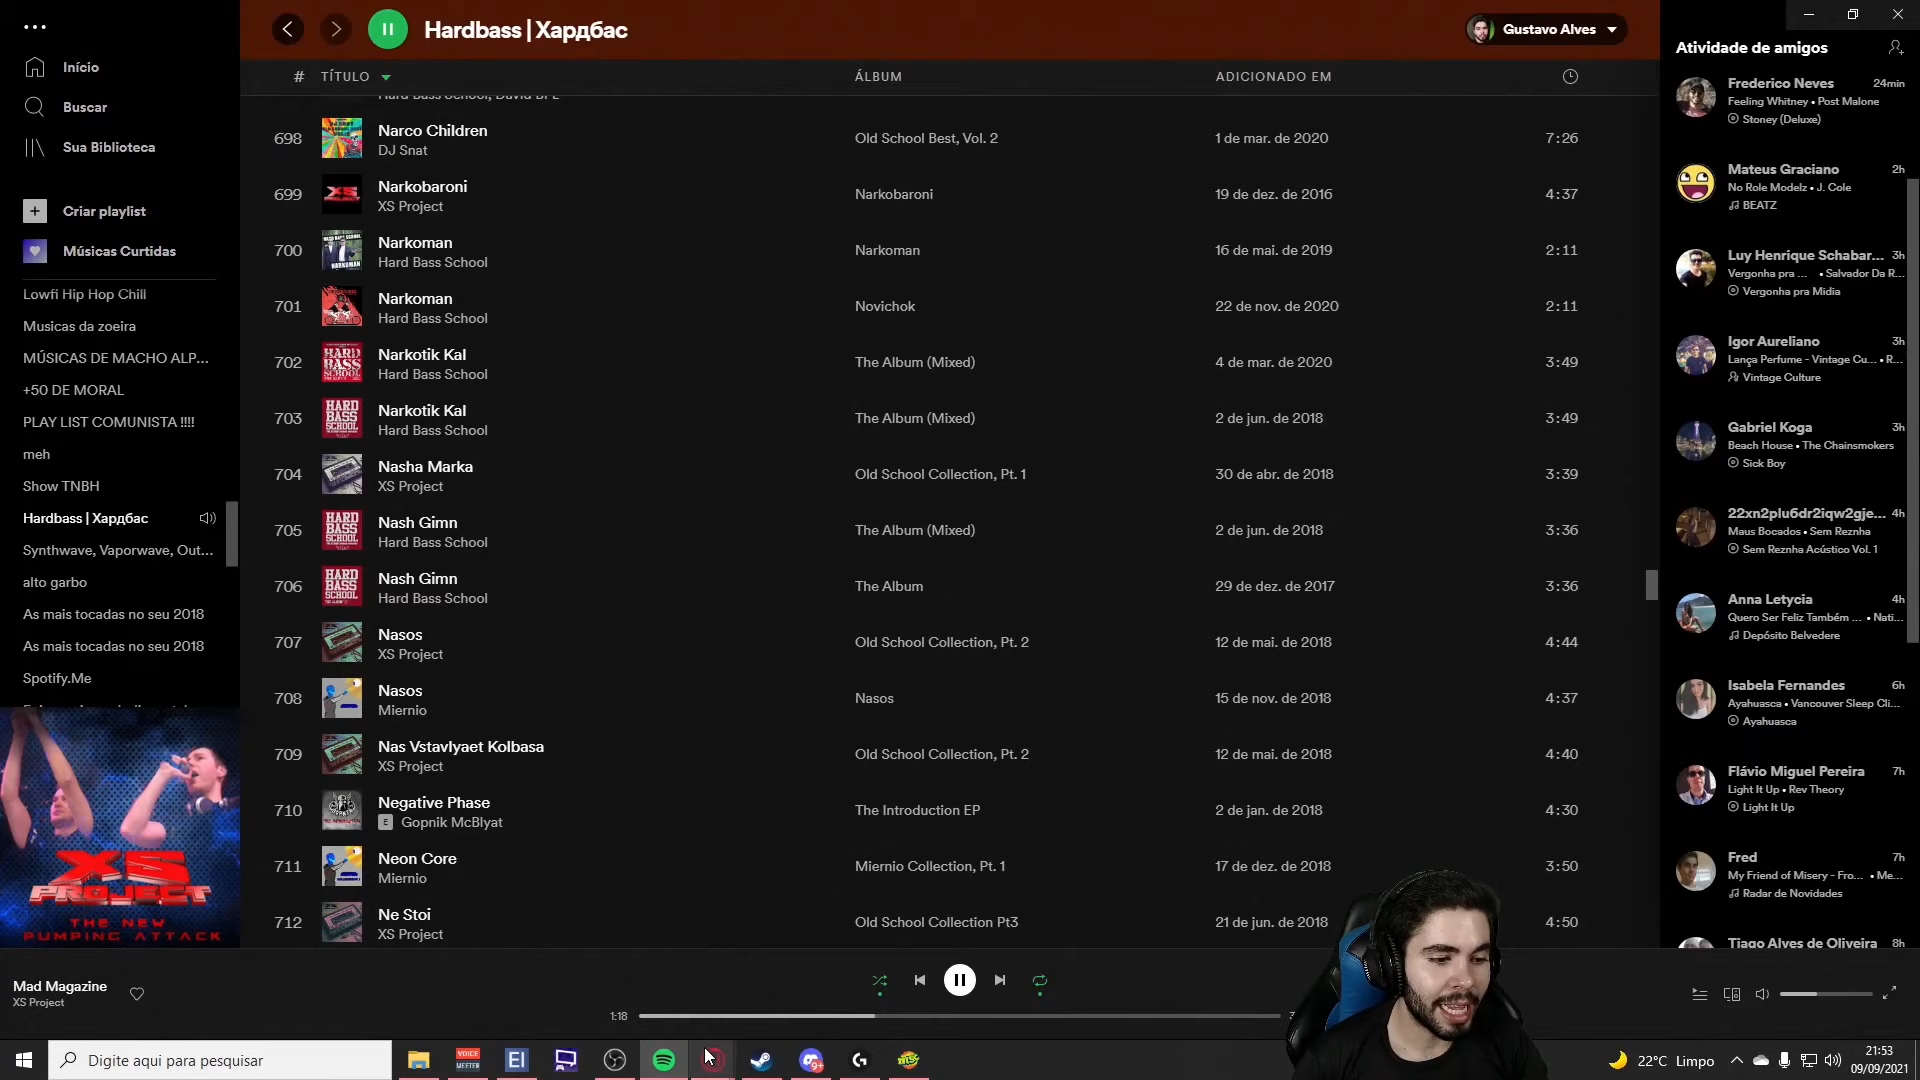 Início
Buscar
Sua Biblioteca
Criar playlist
Músicas Curtidas
Lowfi Hip Hop Chill
Musicas da zoeira
MÚSICAS DE MACHO ALP...
+50 DE MORAL
PLAY LIST COMUNISTA !!!!
meh
Show TNBH
Hardbass | Хардбас
Synthwave, Vaporwave, Out...
alto garbo
As mais tocadas no seu 2018
As mais tocadas no seu 2018
Spotify.Me
XS
PROJECT
THE NEW
PUMPING ATTACK
Hardbass | Хардбас
Gustavo Alves
# TÍTULO ÁLBUM ADICIONADO EM
698 Narco Children Old School Best, Vol. 2 1 de mar. de 2020 7:26
DJ Snat
699 Narkobaroni Narkobaroni 19 de dez. de 2016 4:37
XS Project
700 Narkoman Narkoman 16 de mai. de 2019 2:11
Hard Bass School
701 Narkoman Novichok 22 de nov. de 2020 2:11
Hard Bass School
702 Narkotik Kal The Album (Mixed) 4 de mar. de 2020 3:49
Hard Bass School
703 Narkotik Kal The Album (Mixed) 2 de jun. de 2018 3:49
Hard Bass School
704 Nasha Marka Old School Collection, Pt. 1 30 de abr. de 2018 3:39
XS Project
705 Nash Gimn The Album (Mixed) 2 de jun. de 2018 3:36
Hard Bass School
706 Nash Gimn The Album 29 de dez. de 2017 3:36
Hard Bass School
707 Nasos Old School Collection, Pt. 2 12 de mai. de 2018 4:44
XS Project
708 Nasos Nasos 15 de nov. de 2018 4:37
Miernio
709 Nas Vstavlyaet Kolbasa Old School Collection, Pt. 2 12 de mai. de 2018 4:40
XS Project
710 Negative Phase The Introduction EP 2 de jan. de 2018 4:30
E Gopnik McBlyat
711 Neon Core Miernio Collection, Pt. 1 17 de dez. de 2018 3:50
Miernio
712 Ne Stoi Old School Collection Pt3 21 de jun. de 2018 4:50
XS Project
Atividade de amigos
Frederico Neves 24min
Feeling Whitney • Post Malone
Stoney (Deluxe)
Mateus Graciano 2h
No Role Modelz • J. Cole
BEATZ
Luy Henrique Schabar... 3h
Vergonha pra ... • Salvador Da R...
Vergonha pra Midia
Igor Aureliano 3h
Lança Perfume - Vintage Cu... • R...
Vintage Culture
Gabriel Koga 3h
Beach House • The Chainsmokers
Sick Boy
22xn2plu6dr2iqw2gje... 4h
Maus Bocados • Sem Reznha
Sem Reznha Acústico Vol. 1
Anna Letycia 4h
Quero Ser Feliz Também ... • Nati...
Depósito Belvedere
Isabela Fernandes 6h
Ayahuasca • Vancouver Sleep Cli...
Ayahuasca
Flávio Miguel Pereira 7h
Light It Up • Rev Theory
Light It Up
Fred 7h
My Friend of Misery - Fro... • Me...
Radar de Novidades
Tiago Alves de Oliveira 8h
Mad Magazine
XS Project
1:18
Digite aqui para pesquisar
VOICE
MEETER
EI
9+
22°C Limpo
21:53
09/09/2021